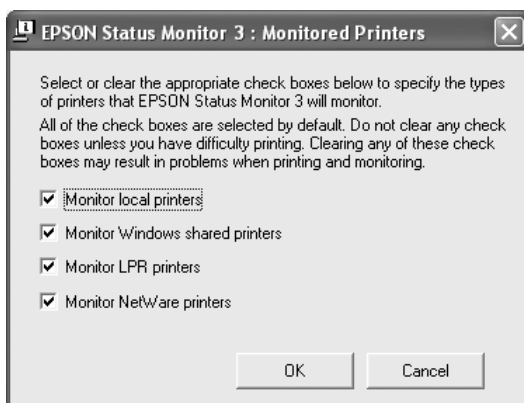 EPSON Status Monitor 3 : Monitored Printers
Select or clear the appropriate check boxes below to specify the types
of printers that EPSON Status Monitor 3 will monitor.
All of the check boxes are selected by default. Do not clear any check
boxes unless you have difficulty printing. Clearing any of these check
boxes may result in problems when printing and monitoring.
Monitor local printers
Monitor Windows shared printers
Monitor LPR printers
Monitor NetWare printers
OK
Cancel